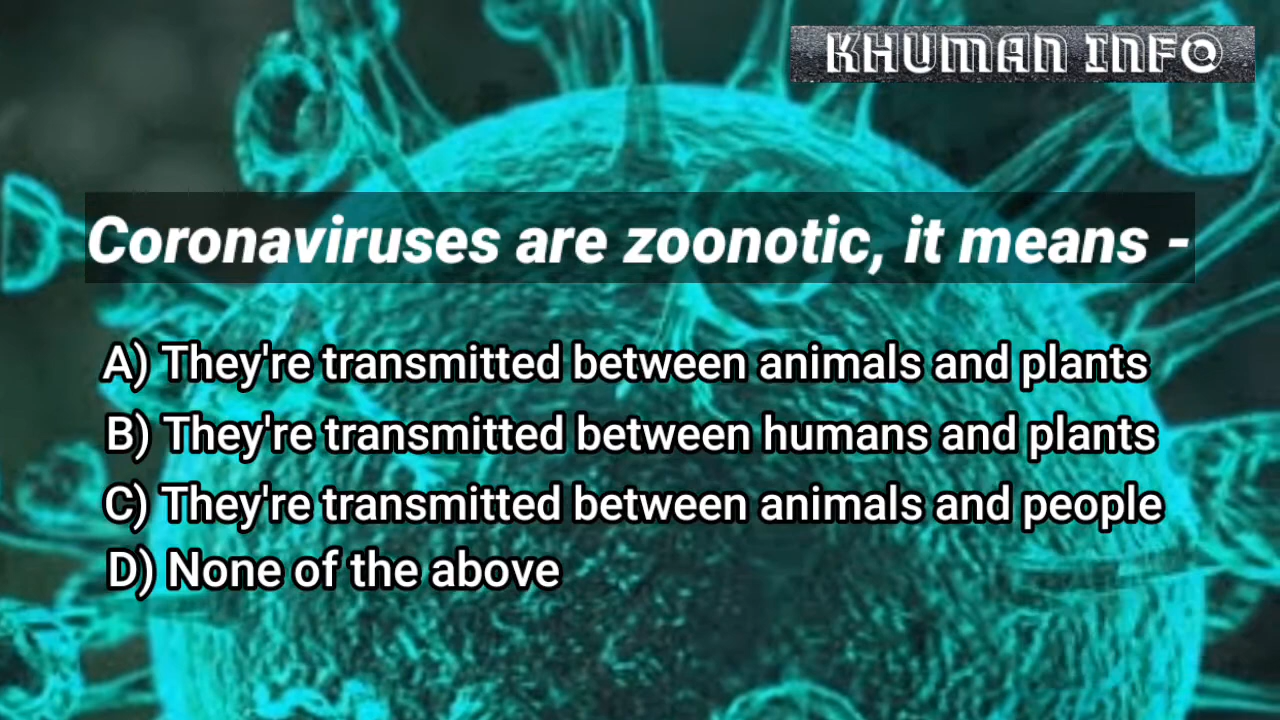 KHUMAN INFO
Coronaviruses are zoonotic, it means -
A) They're transmitted between animals and plants
B) They're transmitted between humans and plants
C) They're transmitted between animals and people
D) None of the above